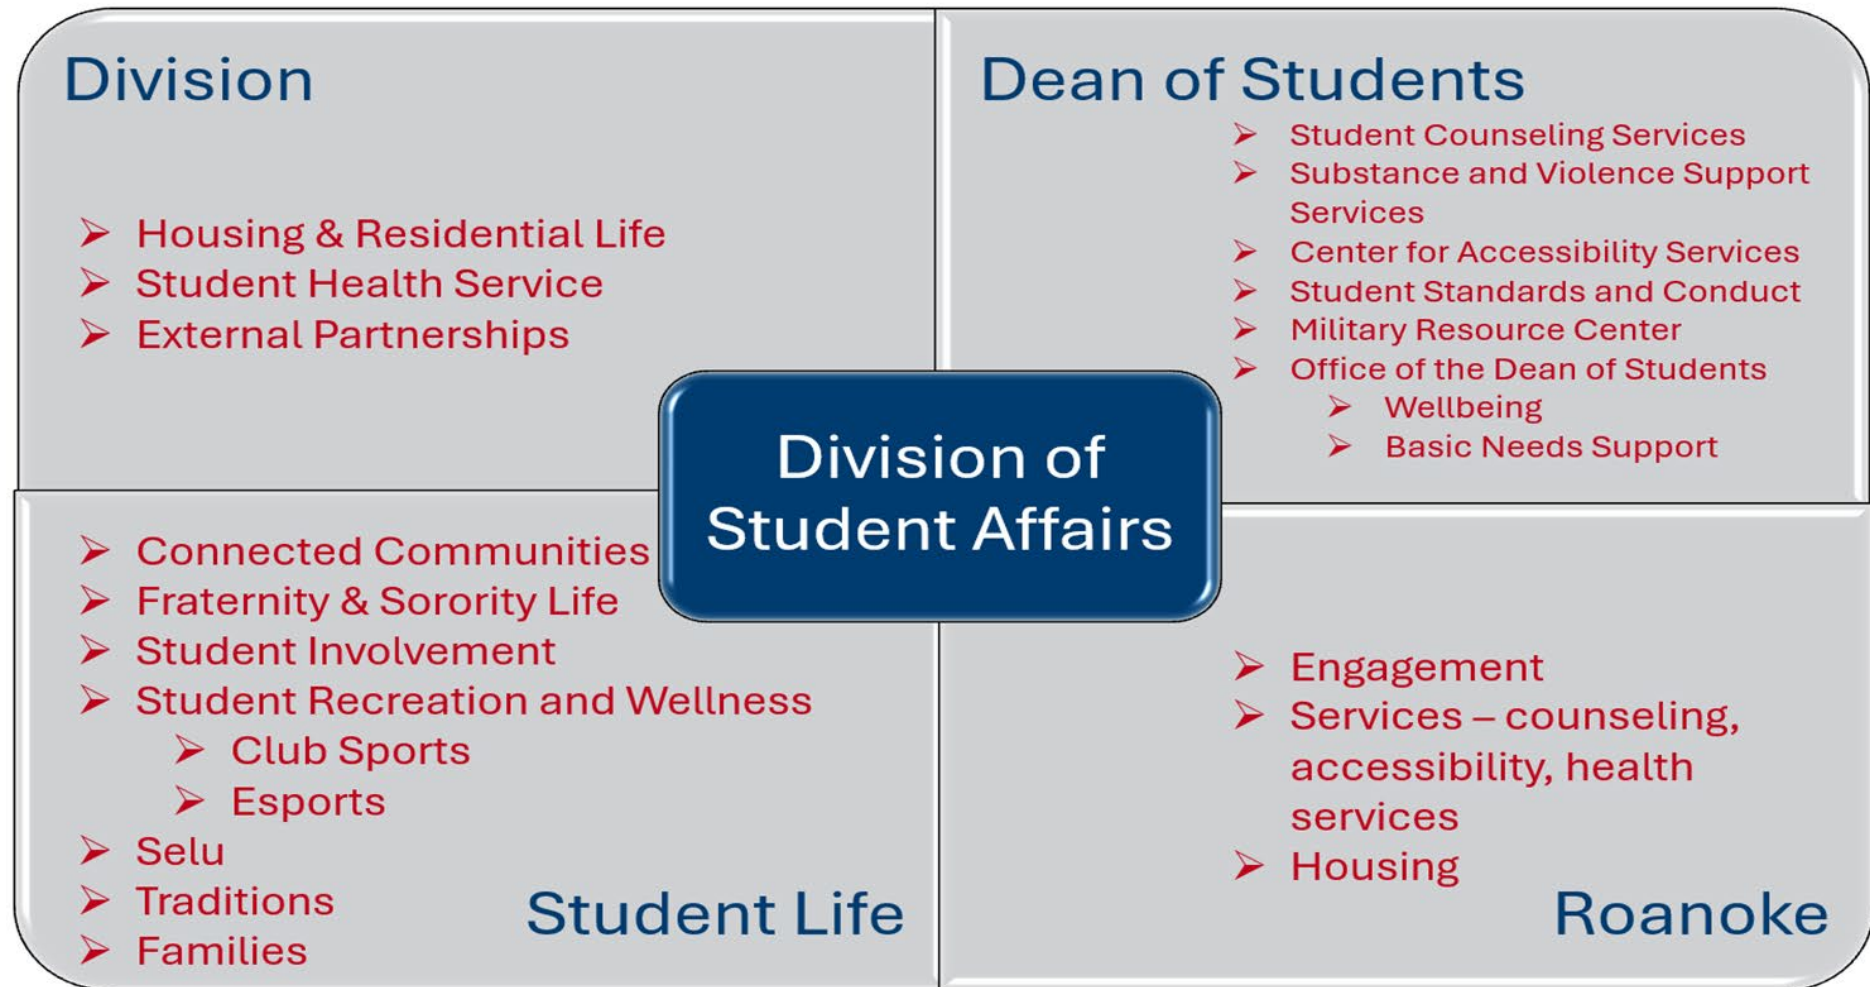 Division
➢ Housing & Residential Life
➢ Student Health Service
➢ External Partnerships
Dean of Students
➢ Student Counseling Services
➢ Substance and Violence Support
Services
➢ Center for Accessibility Services
➢ Student Standards and Conduct
➢ Military Resource Center
➢ Office of the Dean of Students
➢ Wellbeing
➢ Basic Needs Support
Division of
Student Affairs
➢ Connected Communities
➢ Fraternity & Sorority Life
➢ Student Involvement
➢ Student Recreation and Wellness
➢ Club Sports
➢ Esports
➢ Selu
➢ Traditions
➢ Families
Student Life
➢ Engagement
➢ Services – counseling,
accessibility, health
services
➢ Housing
Roanoke